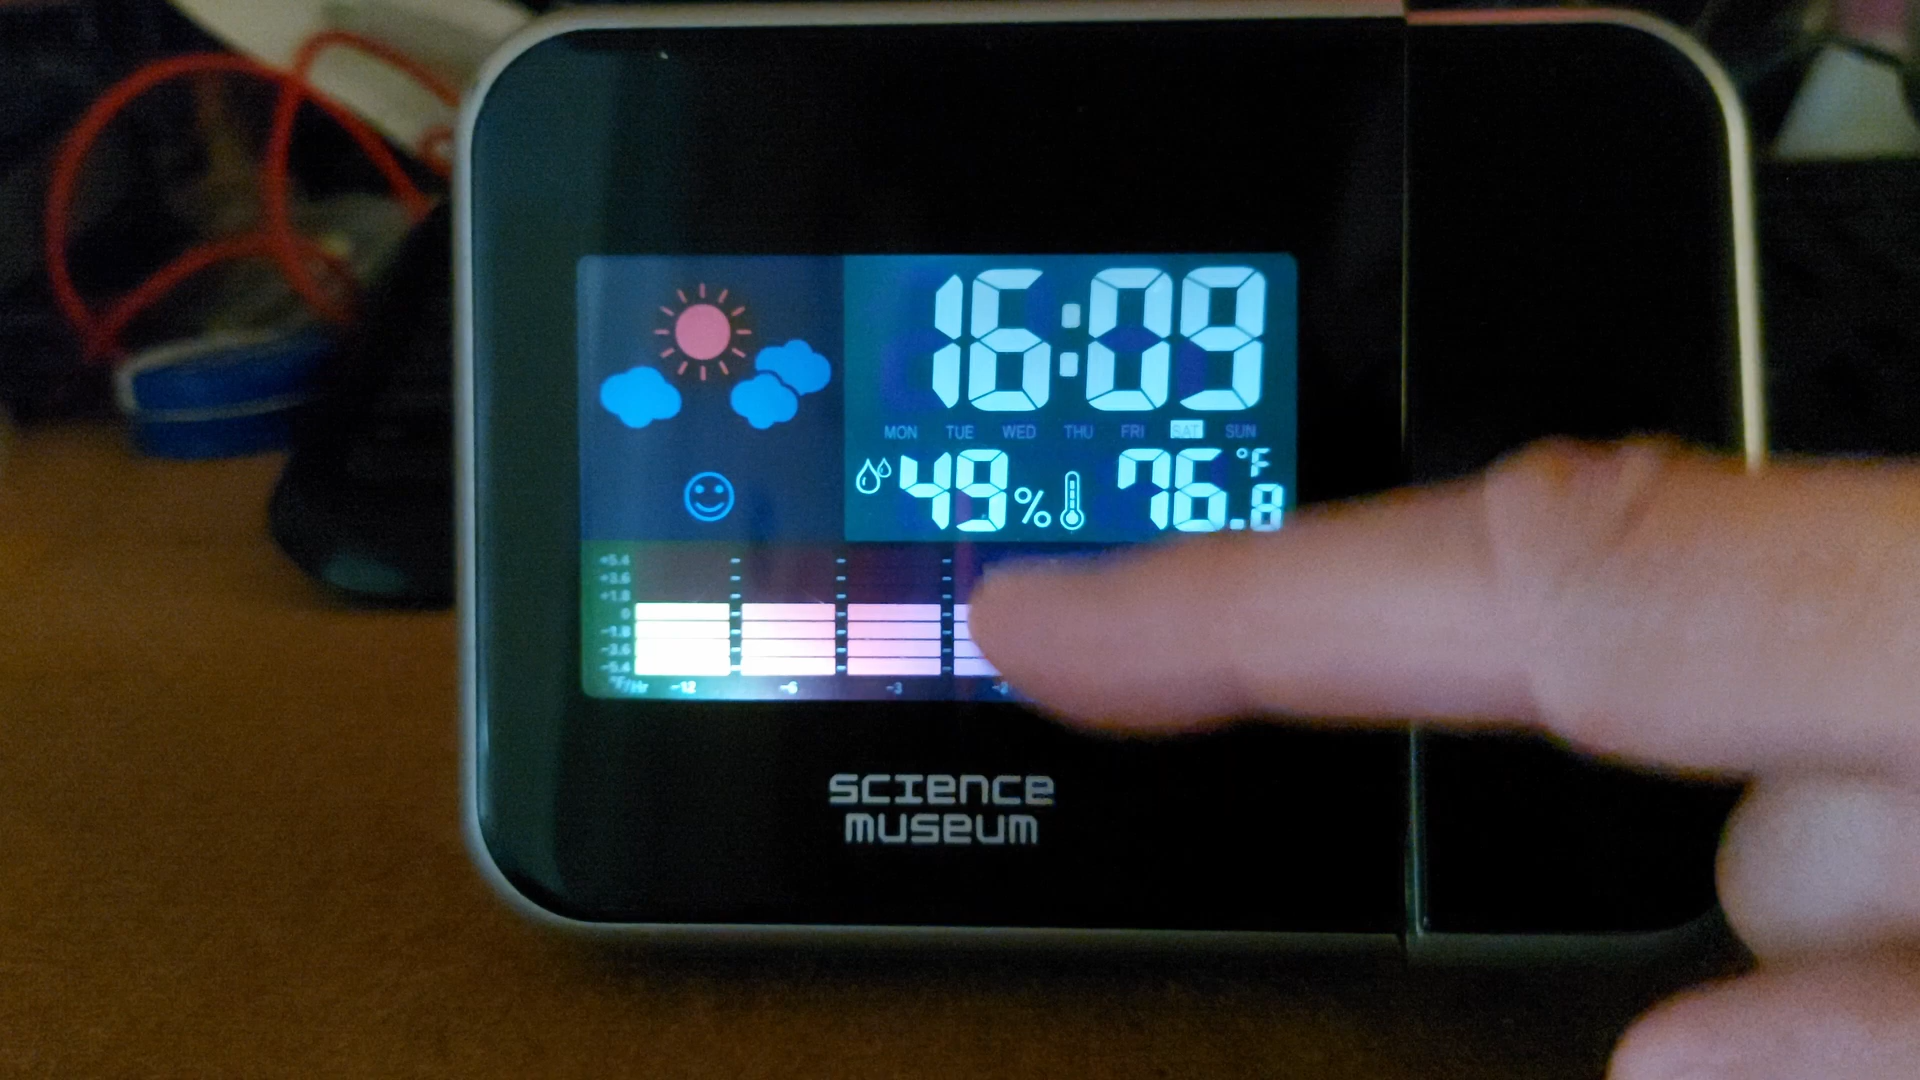 16:09
MON TUE WED THU FRI SAT SUN
49% 76.8°F
+5.4
+3.6
+1.8
0
-1.8
-3.6
-5.4
°F/Hr -12 -6 -3
SCIENCE
MUSEUM